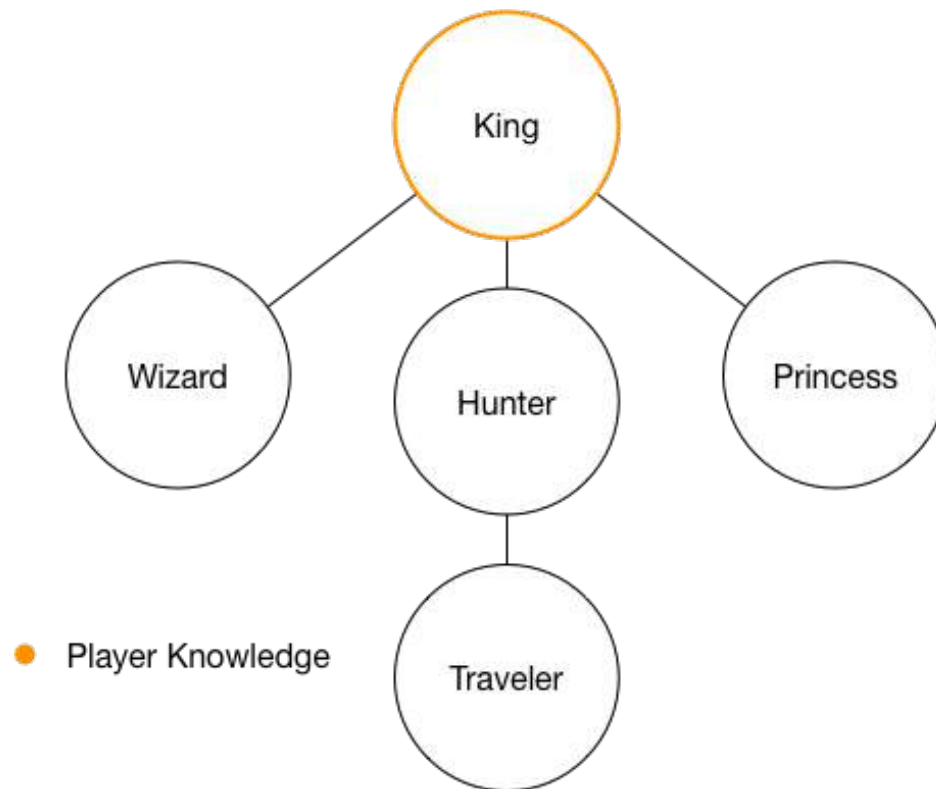 King
Wizard
Hunter
Princess
Player Knowledge
Traveler